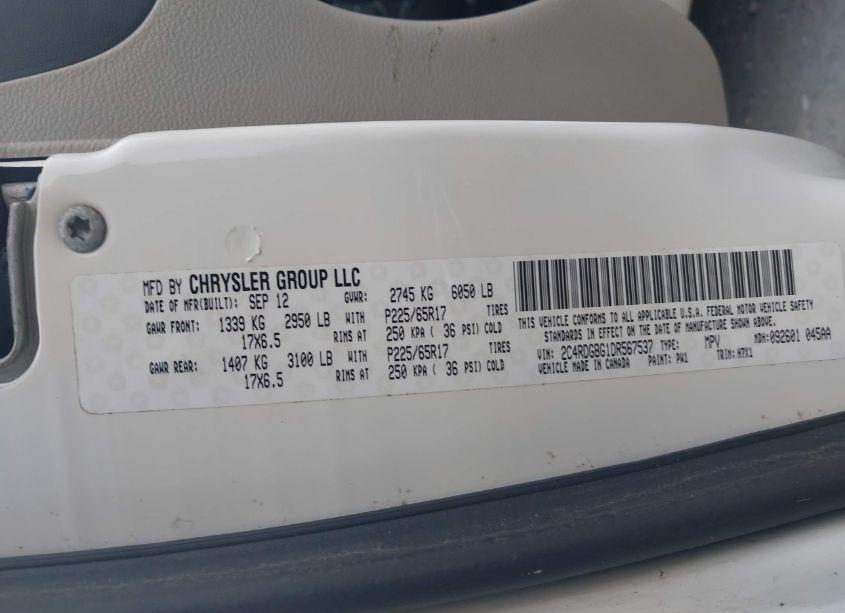 MFD BY CHRYSLER GROUP LLC
DATE OF MFR(BUILT): SEP 12 GVWR: 2745 KG 6050 LB
GAWR FRONT: 1339 KG 2950 LB WITH P225/65R17 TIRES
17X6.5 RIMS AT 250 KPA ( 36 PSI) COLD
GAWR REAR: 1407 KG 3100 LB WITH P225/65R17 TIRES
17X6.5 RIMS AT 250 KPA ( 36 PSI) COLD
THIS VEHICLE CONFORMS TO ALL APPLICABLE U.S.A. FEDERAL MOTOR VEHICLE SAFETY
STANDARDS IN EFFECT ON THE DATE OF MANUFACTURE SHOWN ABOVE.
VIN: 2C4RDGBG1DR567537 TYPE: MPV MDH: 092601 045AA
VEHICLE MADE IN CANADA PAINT: PW1 TRIM: H7X1